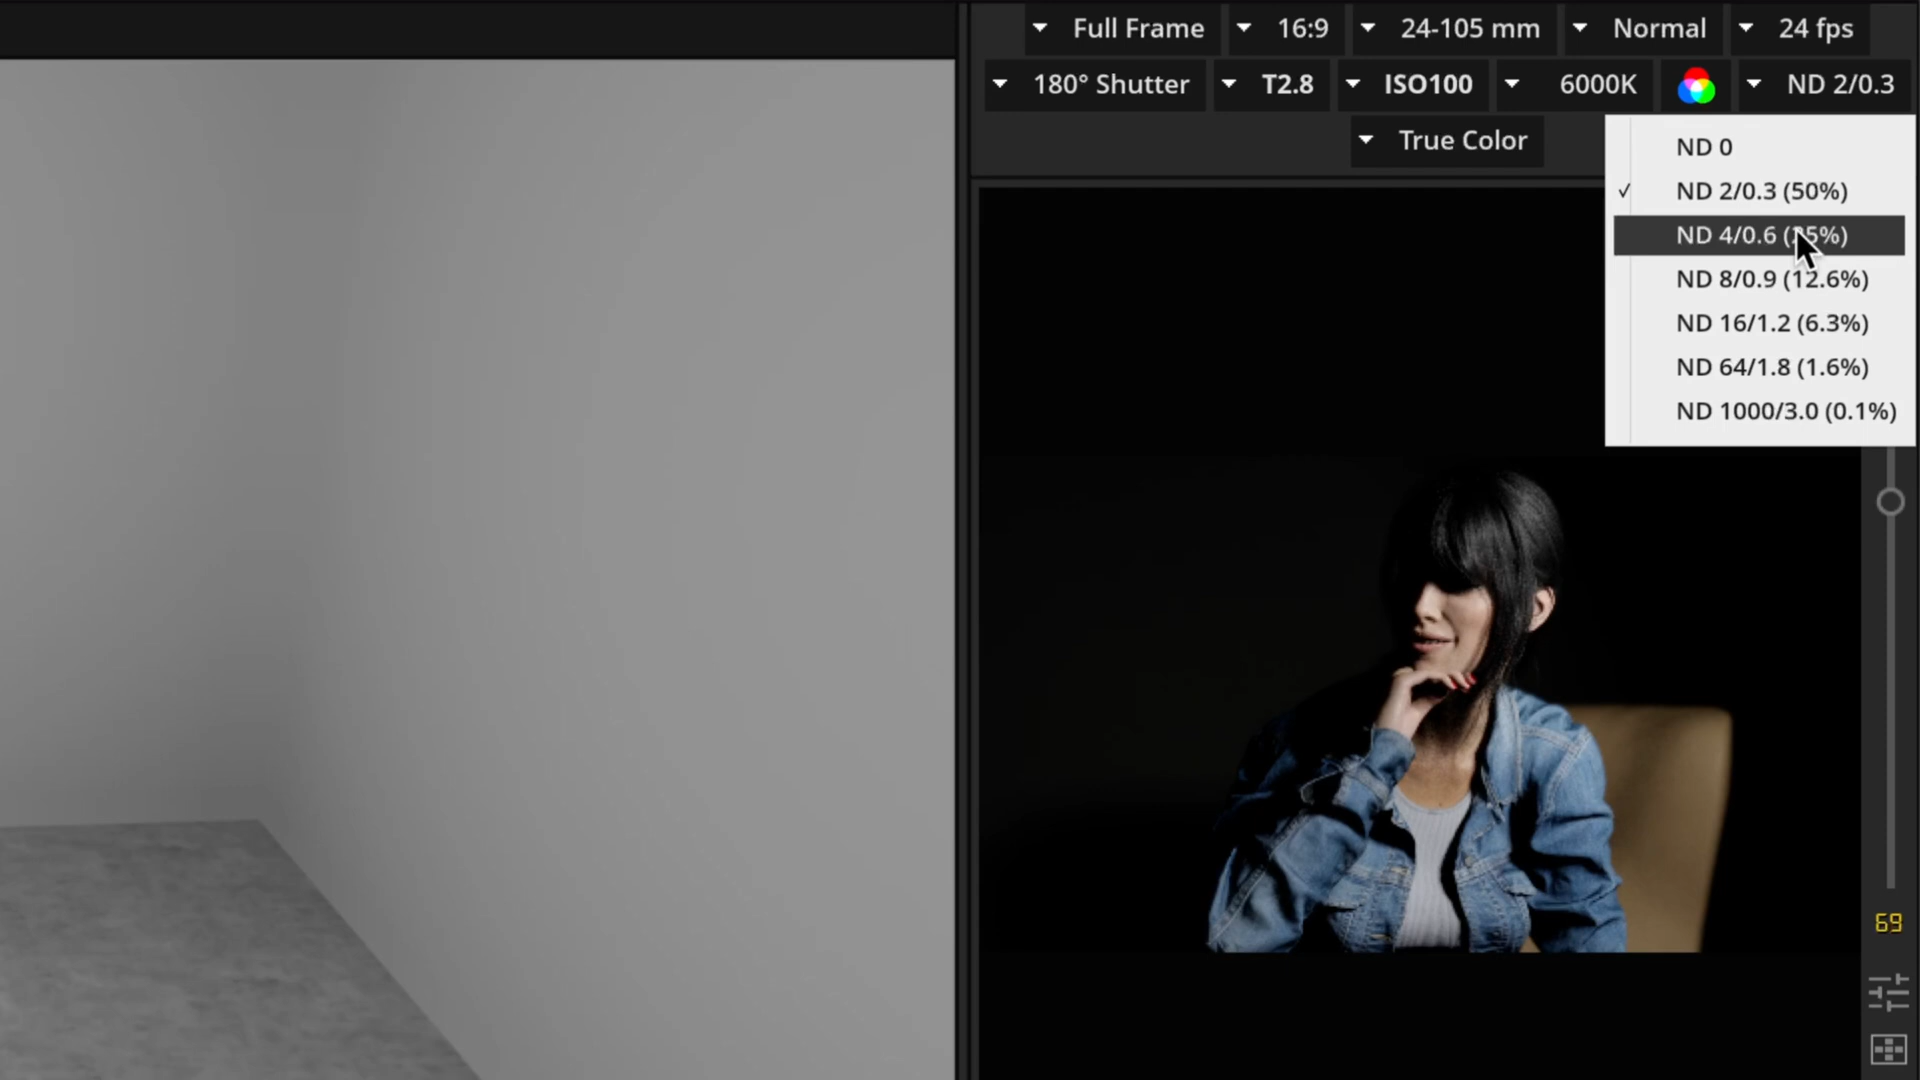 Full Frame 16:9 24-105 mm Normal 24 fps
180° Shutter T2.8 ISO100 6000K ND 2/0.3
True Color
ND 0
✓ ND 2/0.3 (50%)
ND 4/0.6 (25%)
ND 8/0.9 (12.6%)
ND 16/1.2 (6.3%)
ND 64/1.8 (1.6%)
ND 1000/3.0 (0.1%)
69